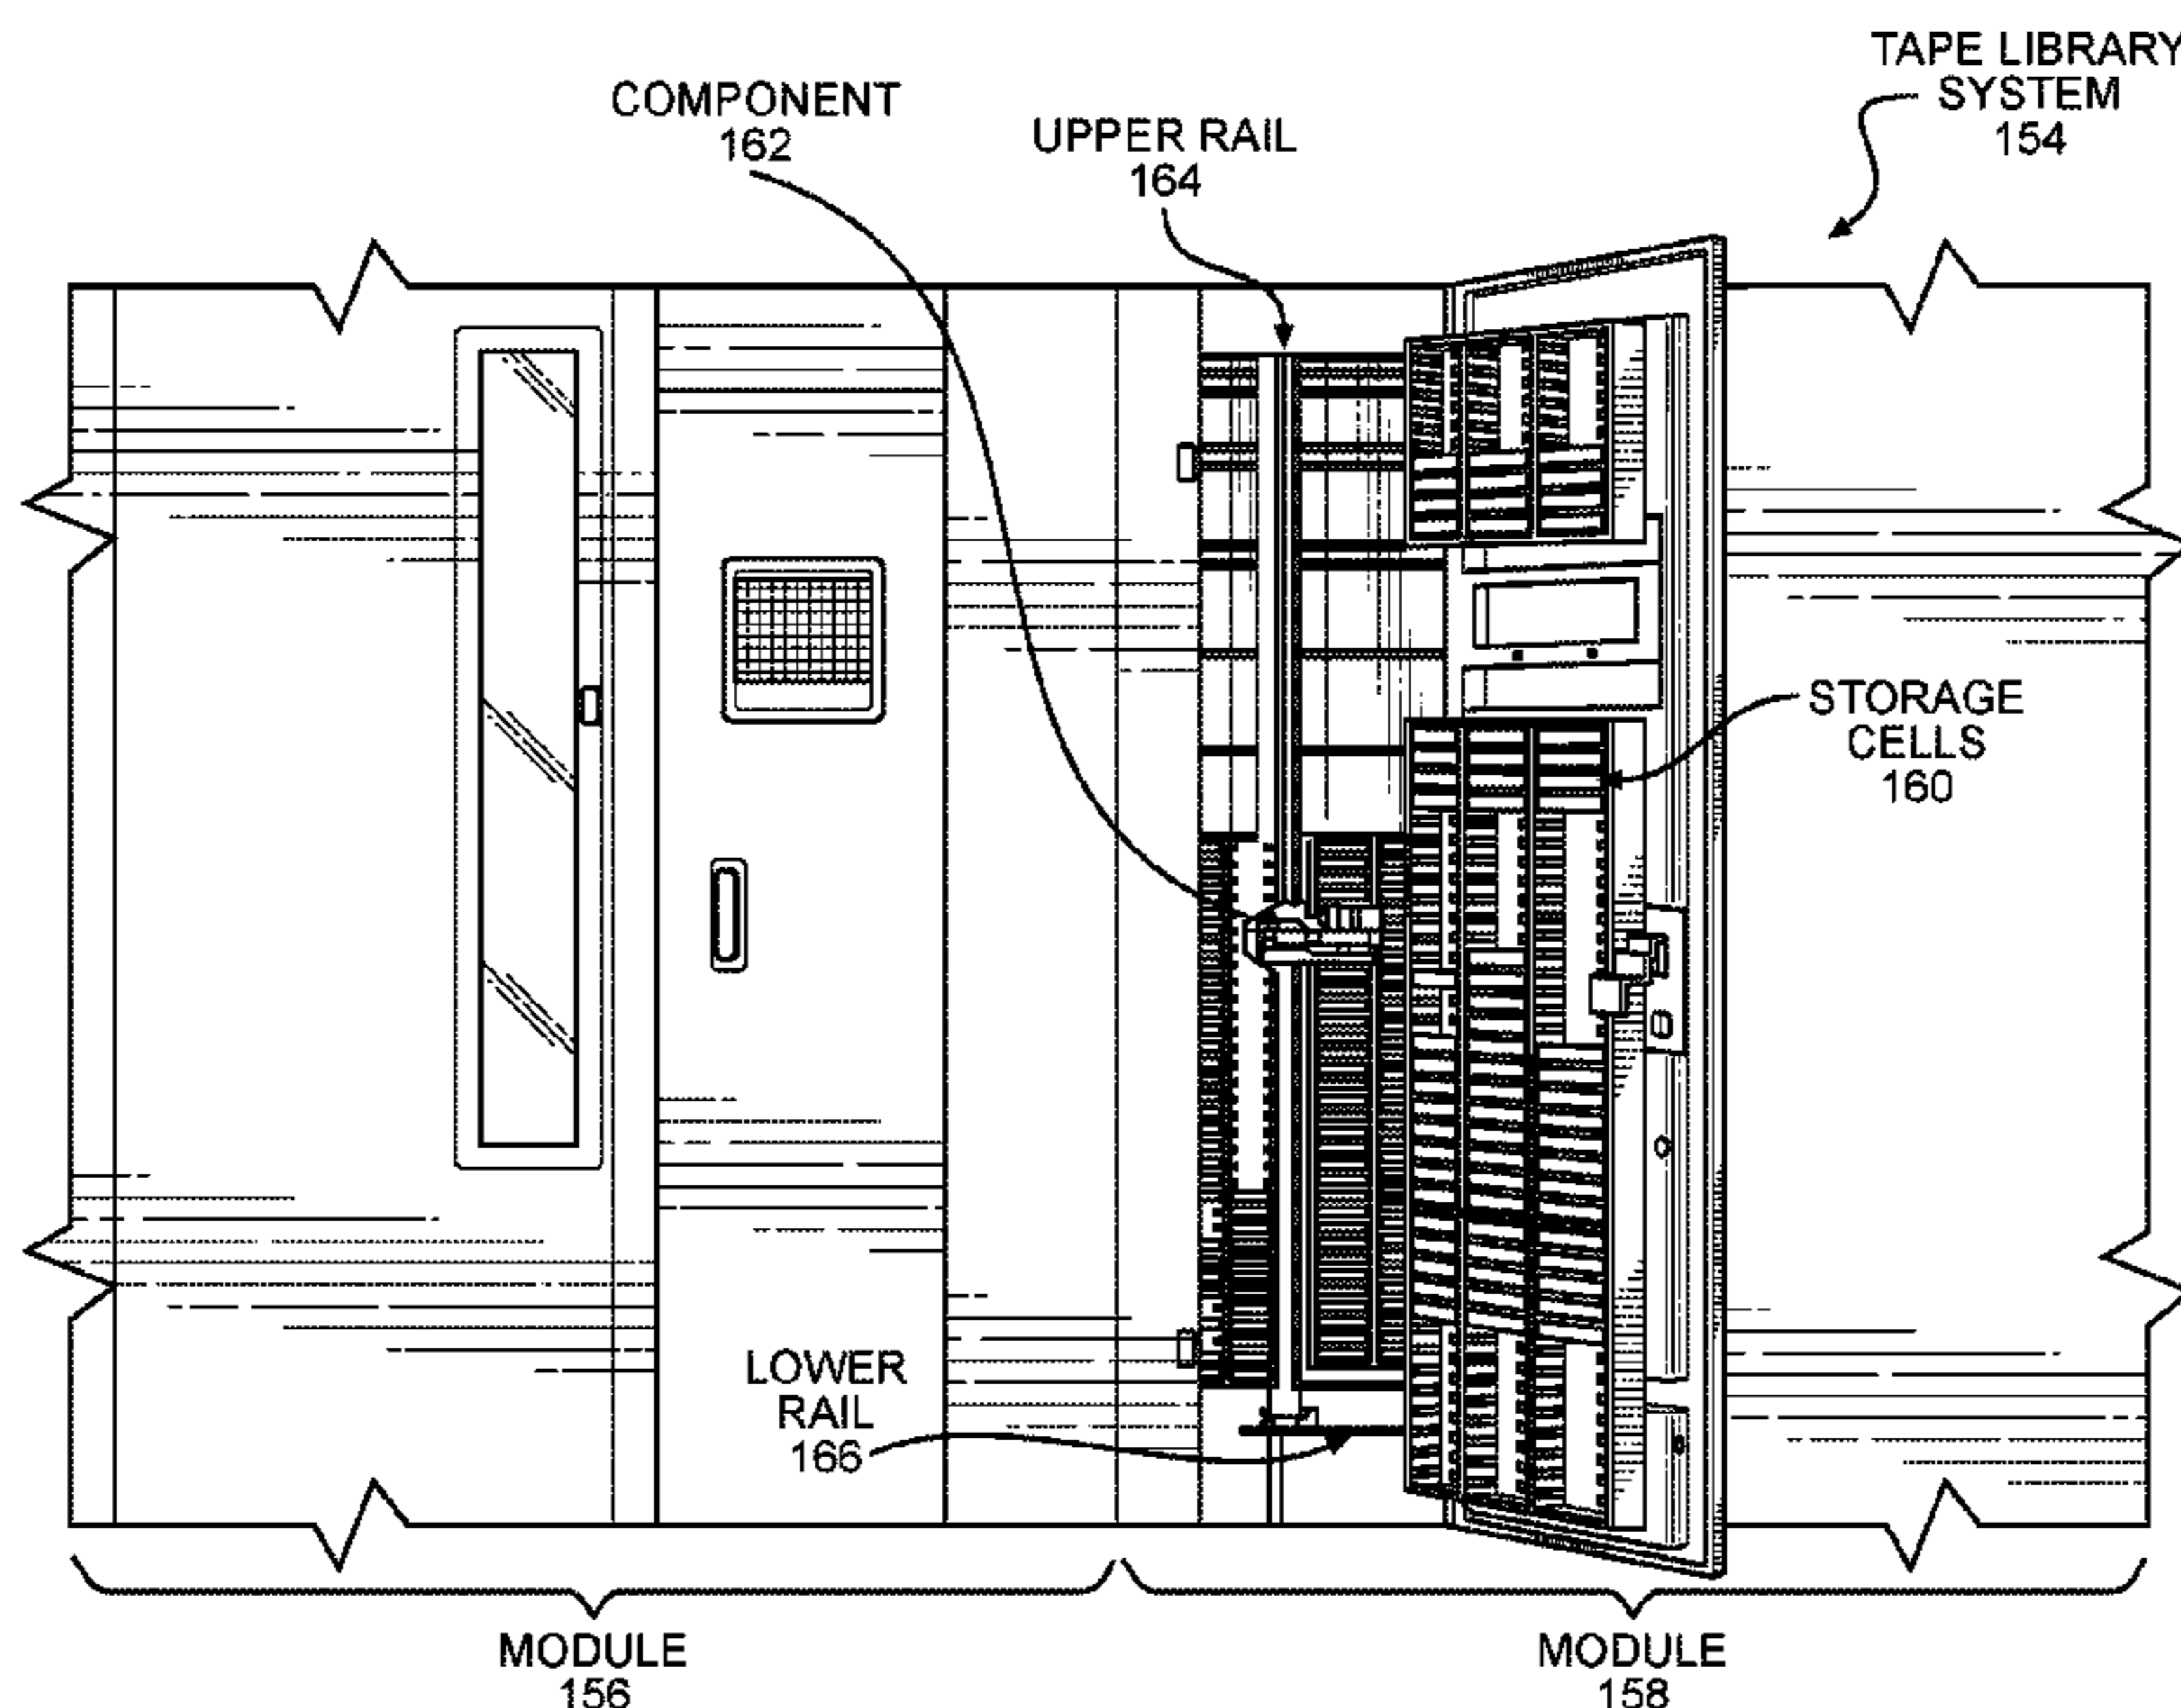 TAPE LIBRARY
SYSTEM
154
COMPONENT
162
UPPER RAIL
164
STORAGE
CELLS
160
LOWER
RAIL
166
MODULE
156
MODULE
158